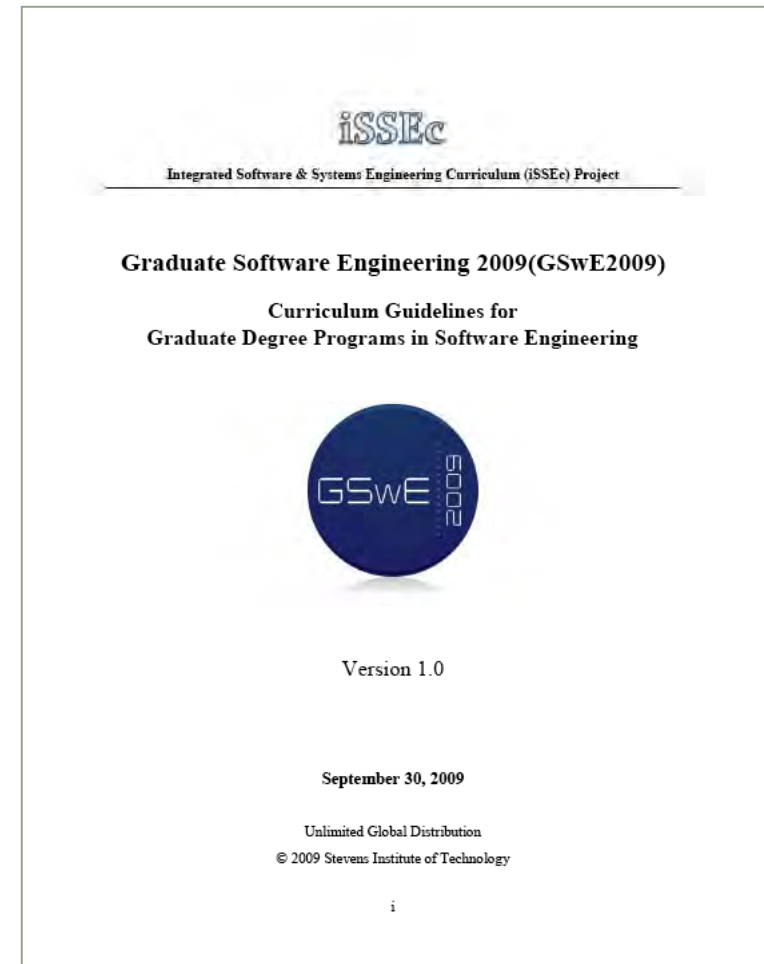 iSSEc
Integrated Software & Systems Engineering Curriculum (iSSEc) Project
Graduate Software Engineering 2009(GSwE2009)
Curriculum Guidelines for
Graduate Degree Programs in Software Engineering
GSwE 2009
Version 1.0
September 30, 2009
Unlimited Global Distribution
© 2009 Stevens Institute of Technology
i